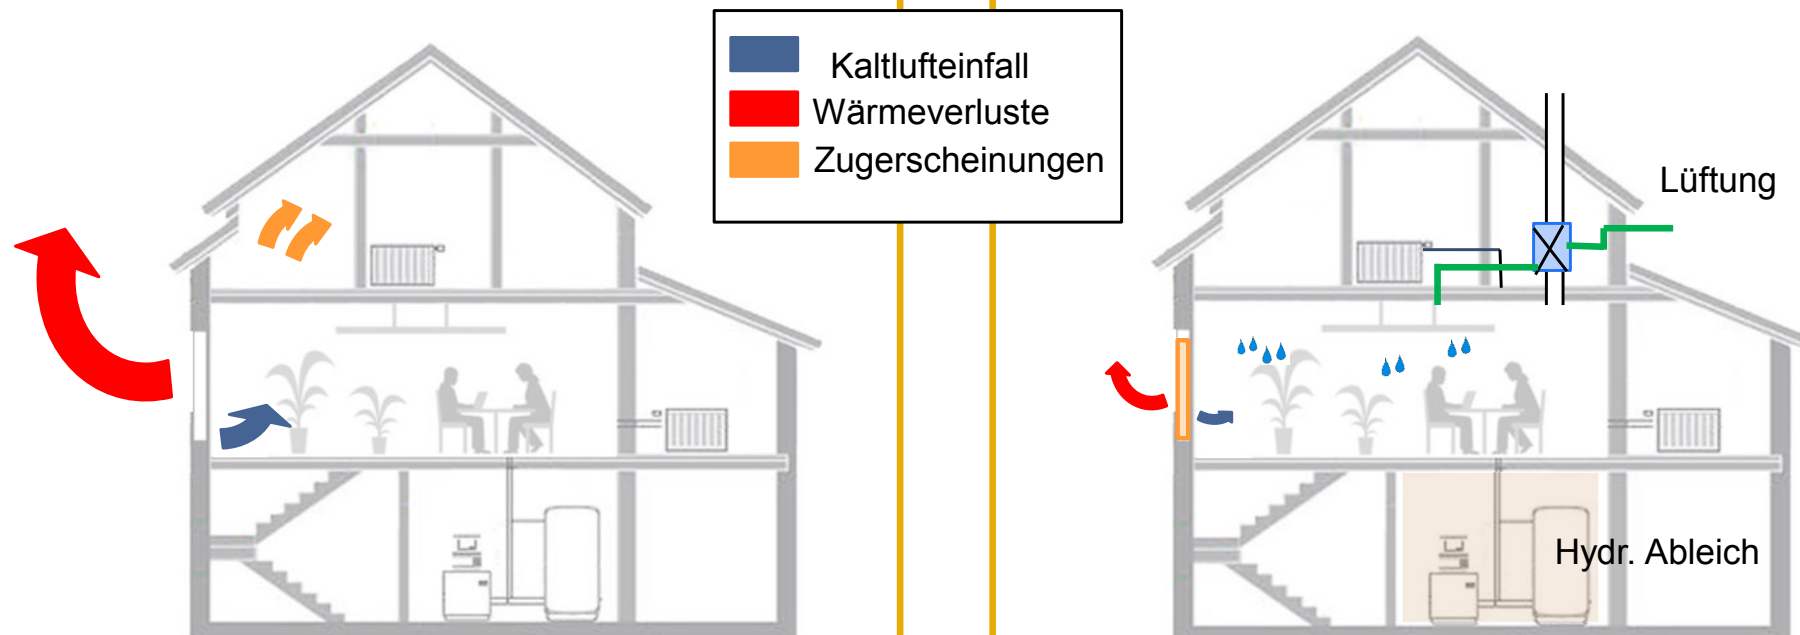 Kaltlufteinfall
Wärmeverluste
Zugerscheinungen
Lüftung
Hydr. Ableich